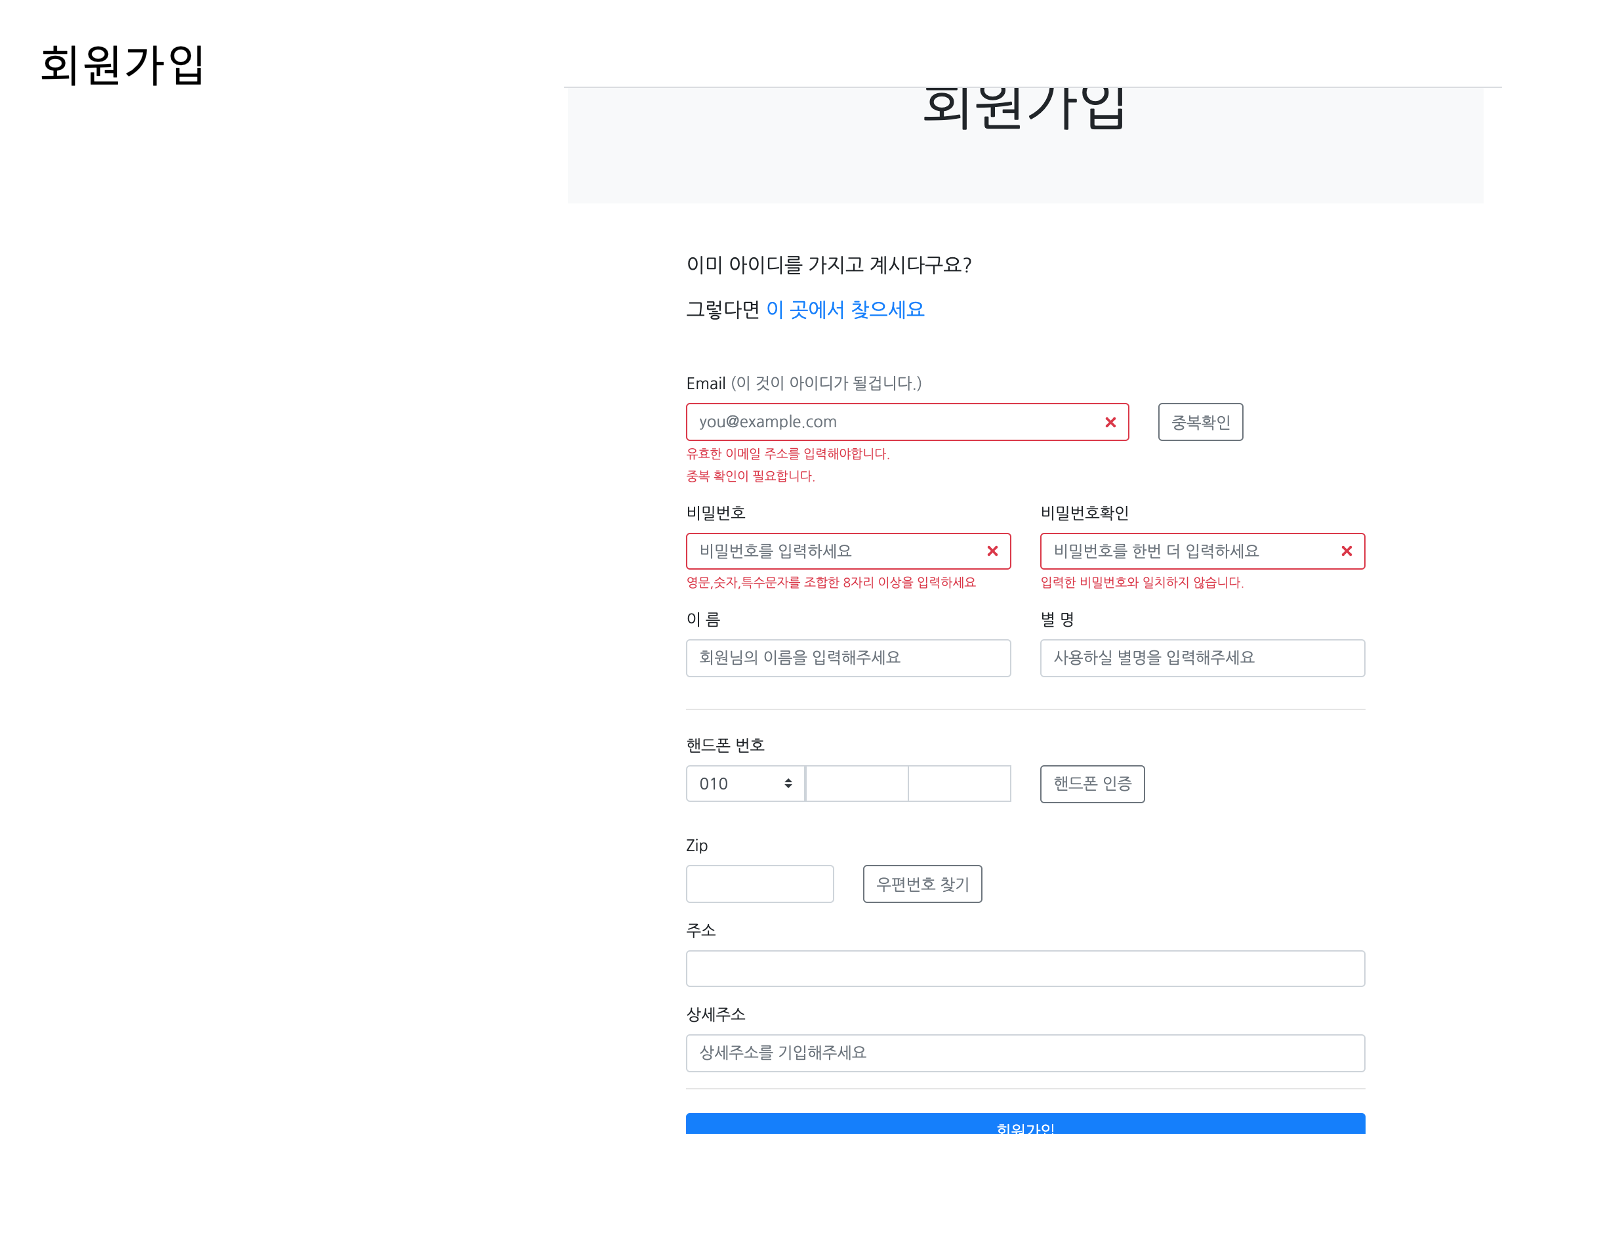 회원가입
회원가입
이미 아이디를 가지고 계시다구요?
그렇다면 이 곳에서 찾으세요
Email (이 것이 아이디가 될겁니다.)
you@example.com
중복확인
유효한 이메일 주소를 입력해야합니다.
중복 확인이 필요합니다.
비밀번호 비밀번호확인
비밀번호를 입력하세요 비밀번호를 한번 더 입력하세요
영문,숫자,특수문자를 조합한 8자리 이상을 입력하세요 입력한 비밀번호와 일치하지 않습니다.
이 름 별 명
회원님의 이름을 입력해주세요 사용하실 별명을 입력해주세요
핸드폰 번호
010 핸드폰 인증
Zip
우편번호 찾기
주소
상세주소
상세주소를 기입해주세요
회원가입